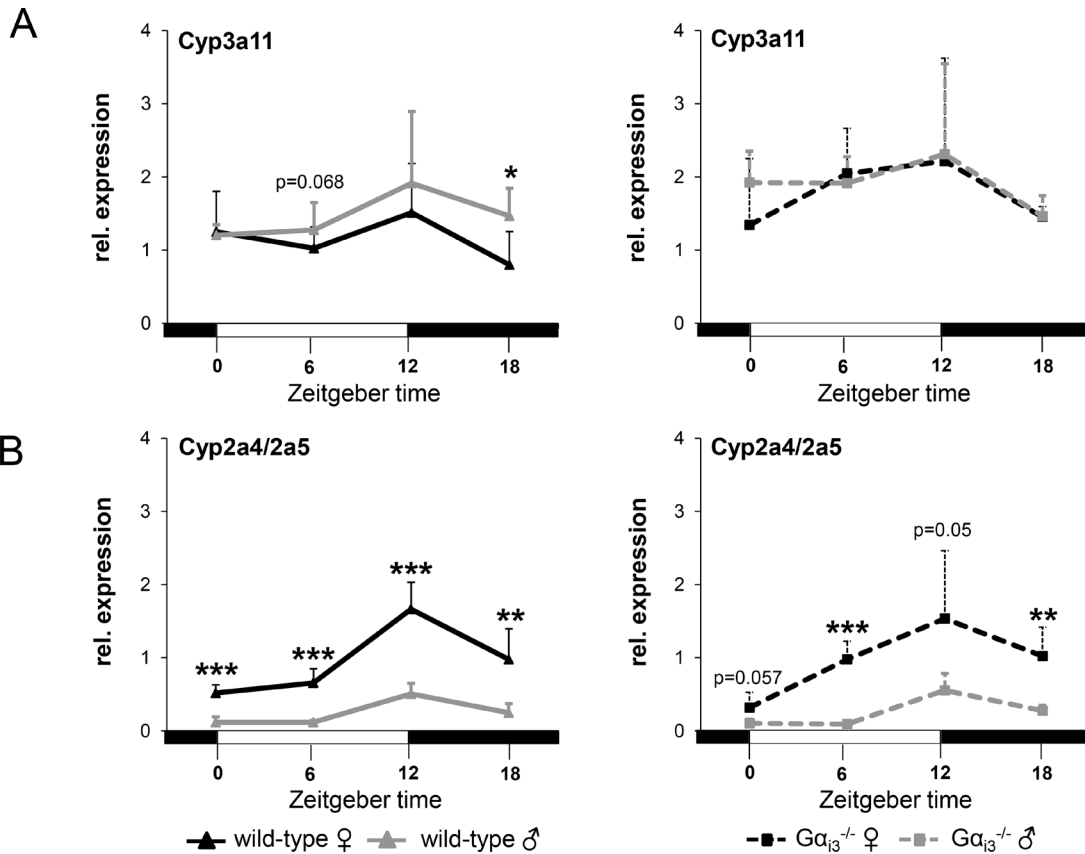 A
Cyp3a11
rel. expression
4
3
2
1
0
p=0.068
*
0 6 12 18
Zeitgeber time
Cyp3a11
rel. expression
4
3
2
1
0
0 6 12 18
Zeitgeber time
B
Cyp2a4/2a5
rel. expression
4
3
2
1
0
*** *** *** **
0 6 12 18
Zeitgeber time
Cyp2a4/2a5
rel. expression
4
3
2
1
0
p=0.057
***
p=0.05
**
0 6 12 18
Zeitgeber time
wild-type ♀ wild-type ♂
Gαi3-/- ♀ Gαi3-/- ♂